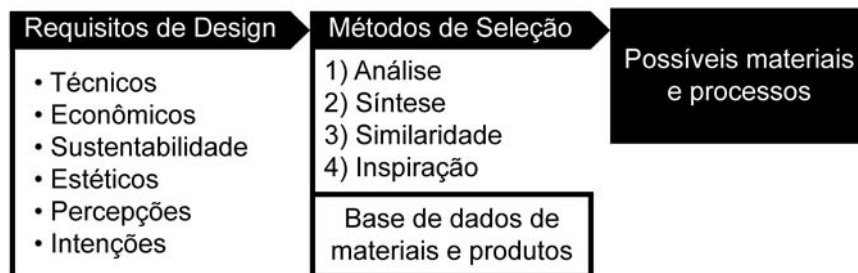 Requisitos de Design
• Técnicos
• Econômicos
• Sustentabilidade
• Estéticos
• Percepções
• Intenções
Métodos de Seleção
1) Análise
2) Síntese
3) Similaridade
4) Inspiração
Base de dados de
materiais e produtos
Possíveis materiais
e processos